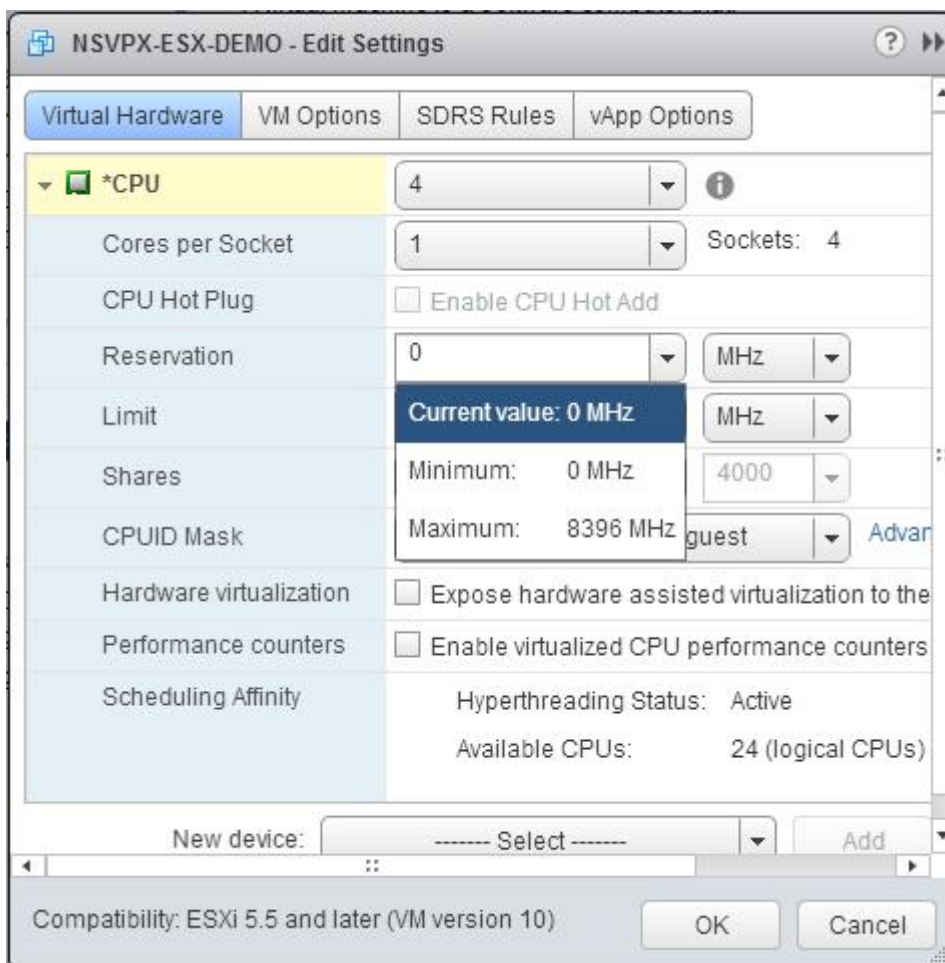 NSVPX-ESX-DEMO - Edit Settings ?
Virtual Hardware VM Options SDRS Rules vApp Options
*CPU 4
Cores per Socket 1 Sockets: 4
CPU Hot Plug Enable CPU Hot Add
Reservation 0 MHz
Current value: 0 MHz
Limit MHz
Minimum: 0 MHz
Shares 4000
Maximum: 8396 MHz
CPUID Mask guest Advan
Hardware virtualization Expose hardware assisted virtualization to the
Performance counters Enable virtualized CPU performance counters
Scheduling Affinity Hyperthreading Status: Active
Available CPUs: 24 (logical CPUs)
New device: ------- Select ------- Add
Compatibility: ESXi 5.5 and later (VM version 10) OK Cancel